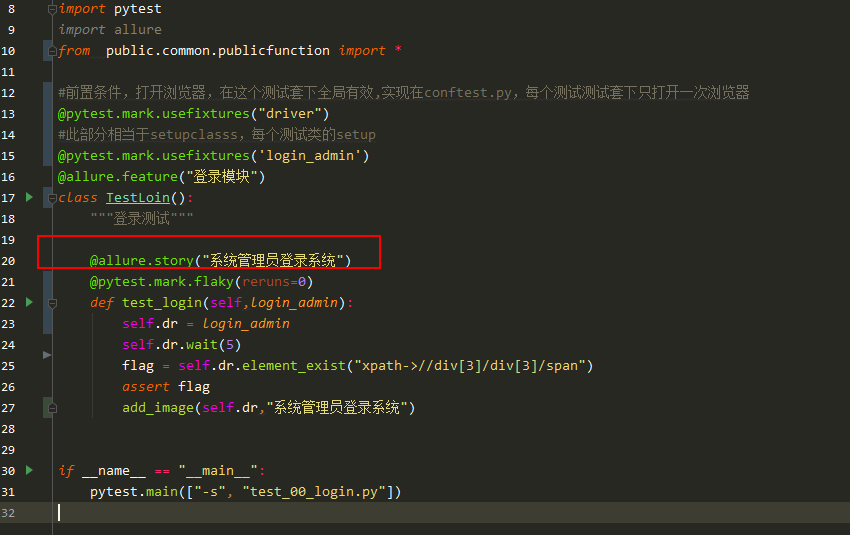 8 import pytest
9 import allure
10 from public.common.publicfunction import *
11
12 #前置条件，打开浏览器，在这个测试套下全局有效,实现在conftest.py，每个测试测试套下只打开一次浏览器
13 @pytest.mark.usefixtures("driver")
14 #此部分相当于setupclasss，每个测试类的setup
15 @pytest.mark.usefixtures('login_admin')
16 @allure.feature("登录模块")
17 class TestLoin():
18 """登录测试"""
19
20 @allure.story("系统管理员登录系统")
21 @pytest.mark.flaky(reruns=0)
22 def test_login(self,login_admin):
23 self.dr = login_admin
24 self.dr.wait(5)
25 flag = self.dr.element_exist("xpath->//div[3]/div[3]/span")
26 assert flag
27 add_image(self.dr,"系统管理员登录系统")
28
29
30 if __name__ == "__main__":
31 pytest.main(["-s", "test_00_login.py"])
32